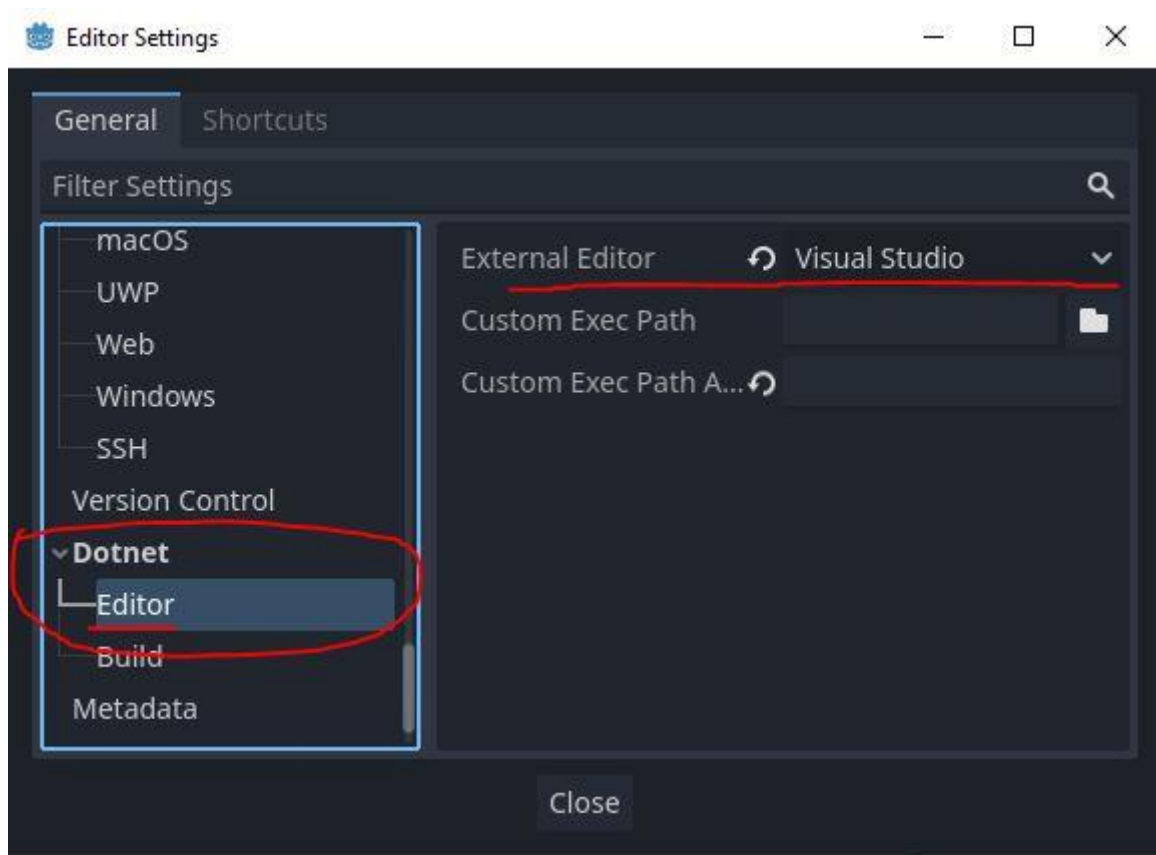 Editor Settings
General Shortcuts
Filter Settings
macOS
UWP
Web
Windows
SSH
Version Control
Dotnet
Editor
Build
Metadata
External Editor Visual Studio
Custom Exec Path
Custom Exec Path A...
Close